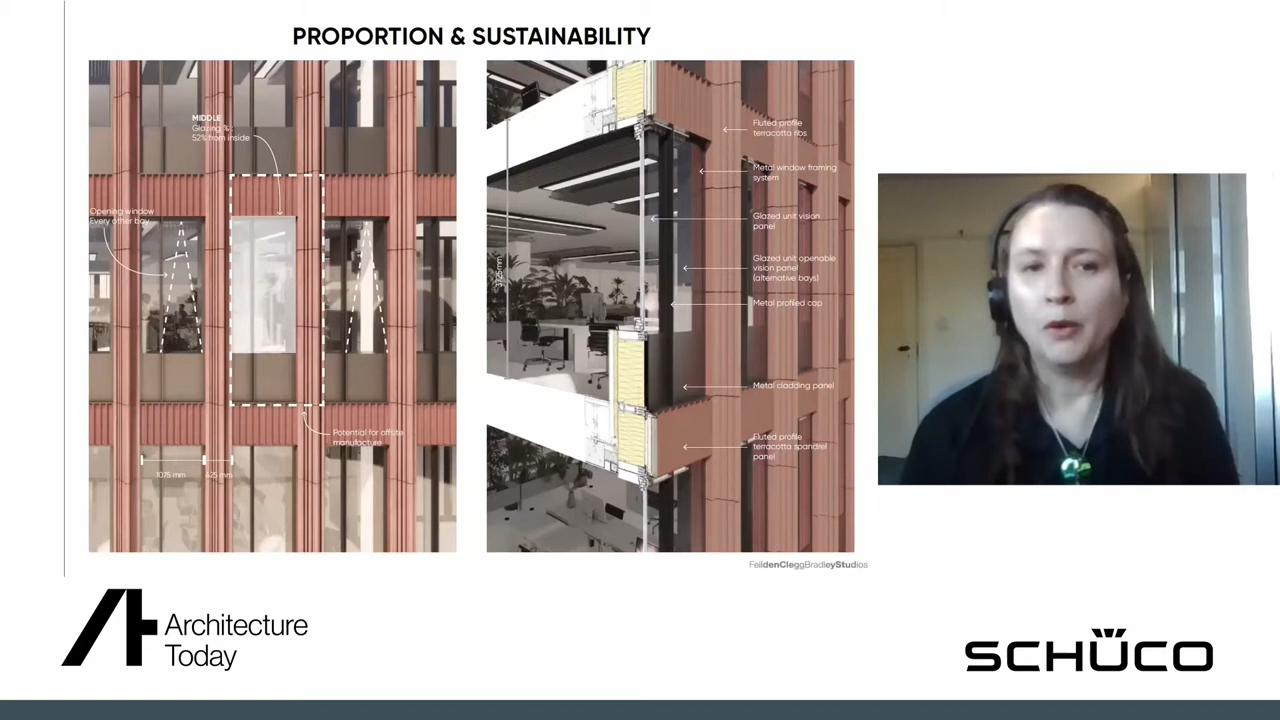 PROPORTION & SUSTAINABILITY
MIDDLE
Glazing % :
52% from inside
Opening window
Every other bay
Potential for offsite
manufacture
1075 mm
625 mm
3725mm
Fluted profile
terracotta ribs
Metal window framing
system
Glazed unit vision
panel
Glazed unit openable
vision panel
(alternative bays)
Metal profiled cap
Metal cladding panel
Fluted profile
terracotta spandrel
panel
FeildenCleggBradleyStudios
Architecture
Today
SCHÜCO